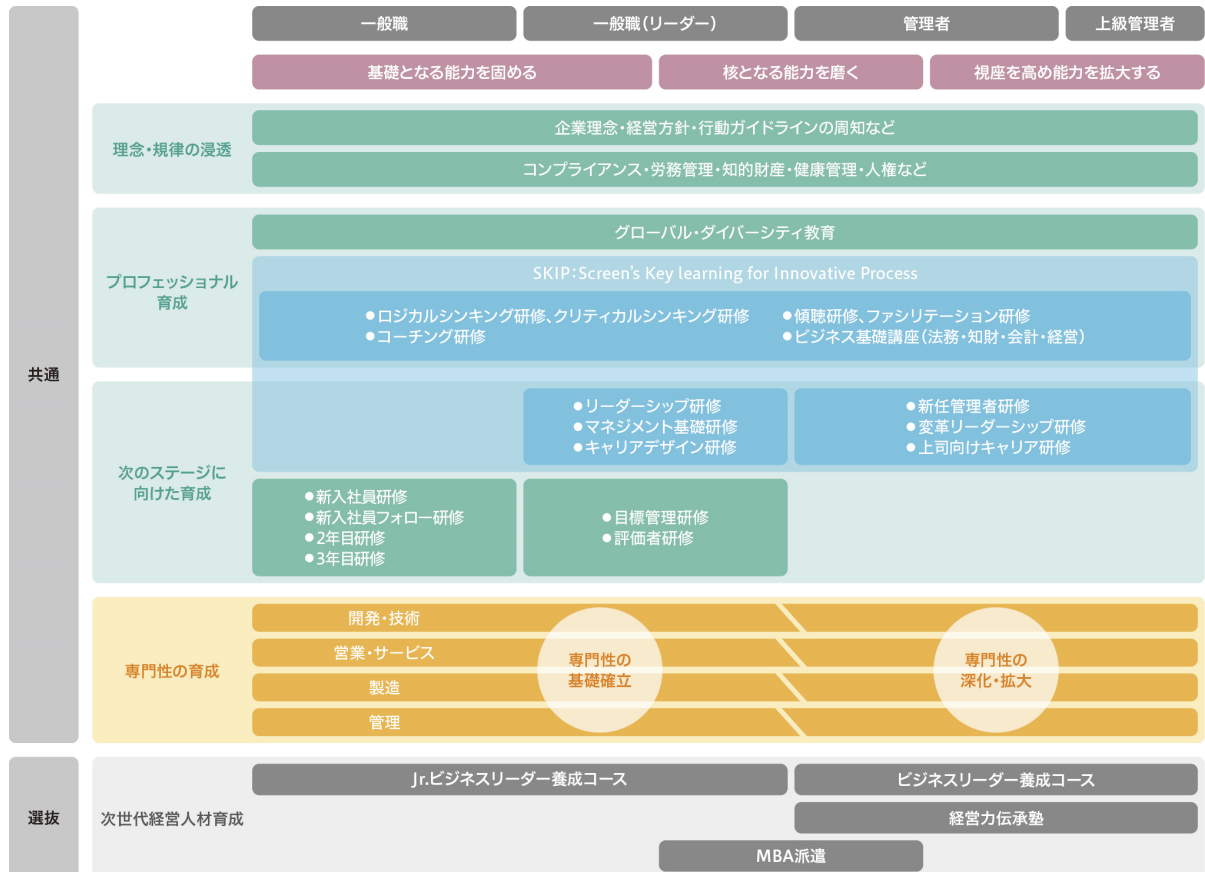 一般職
一般職(リーダー)
管理者
上級管理者
基礎となる能力を固める
核となる能力を磨く
視座を高め能力を拡大する
共通
理念・規律の浸透
企業理念・経営方針・行動ガイドラインの周知など
コンプライアンス・労務管理・知的財産・健康管理・人権など
プロフェッショナル
育成
グローバル・ダイバーシティ教育
SKIP:Screen's Key learning for Innovative Process
●ロジカルシンキング研修、クリティカルシンキング研修
●コーチング研修
●傾聴研修、ファシリテーション研修
●ビジネス基礎講座(法務・知財・会計・経営)
次のステージに
向けた育成
●リーダーシップ研修
●マネジメント基礎研修
●キャリアデザイン研修
●新任管理者研修
●変革リーダーシップ研修
●上司向けキャリア研修
●新入社員研修
●新入社員フォロー研修
●2年目研修
●3年目研修
●目標管理研修
●評価者研修
専門性の育成
開発・技術
営業・サービス
製造
管理
専門性の
基礎確立
専門性の
深化・拡大
選抜
次世代経営人材育成
Jr.ビジネスリーダー養成コース
ビジネスリーダー養成コース
経営力伝承塾
MBA派遣